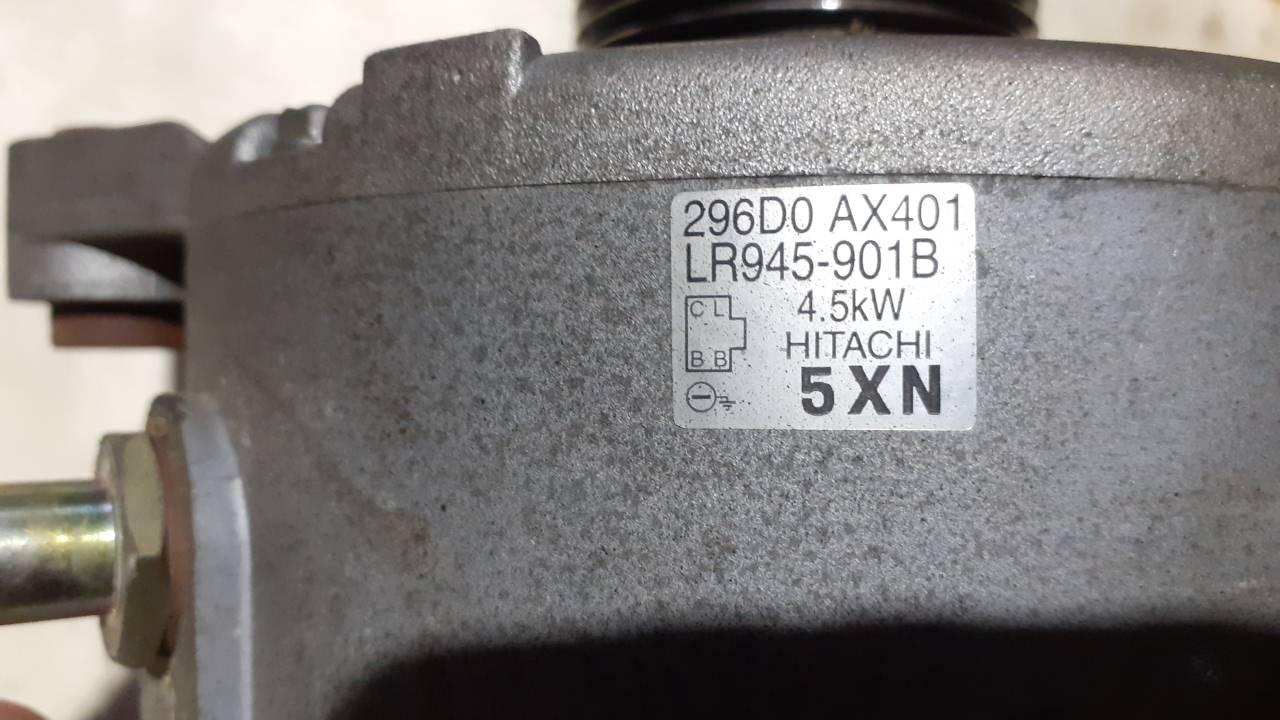 296D0 AX401
LR945-901B
C L 4.5kW
B B HITACHI
5XN